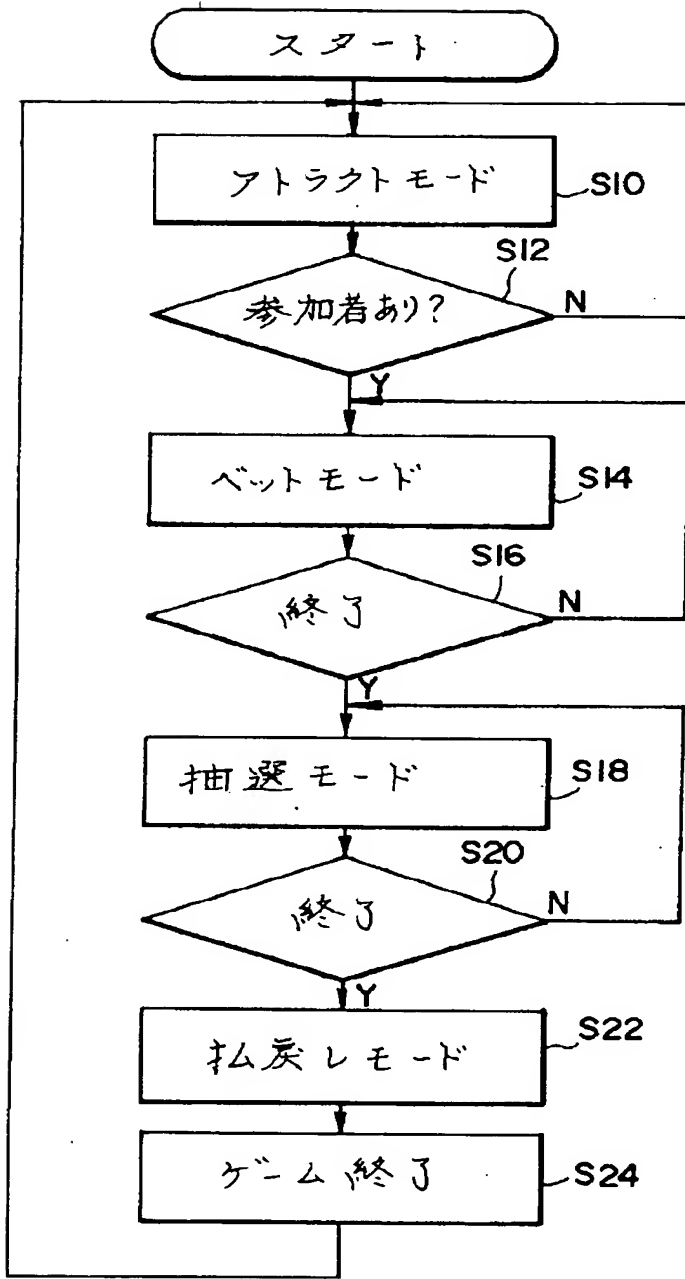 スタート
アトラクトモード
S10
S12
参加者あり?
N
Y
ベットモード
S14
S16
終了
N
Y
抽選モード
S18
S20
終了
N
Y
払戻しモード
S22
ゲーム終了
S24